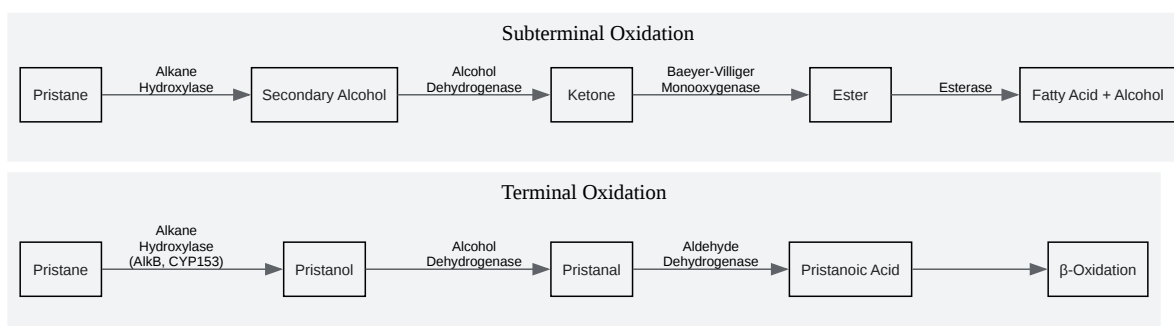 Subterminal Oxidation
Pristane
Alkane
Hydroxylase
Secondary Alcohol
Alcohol
Dehydrogenase
Ketone
Baeyer-Villiger
Monooxygenase
Ester
Esterase
Fatty Acid + Alcohol
Terminal Oxidation
Pristane
Alkane
Hydroxylase
(AlkB, CYP153)
Pristanol
Alcohol
Dehydrogenase
Pristanal
Aldehyde
Dehydrogenase
Pristanoic Acid
β-Oxidation